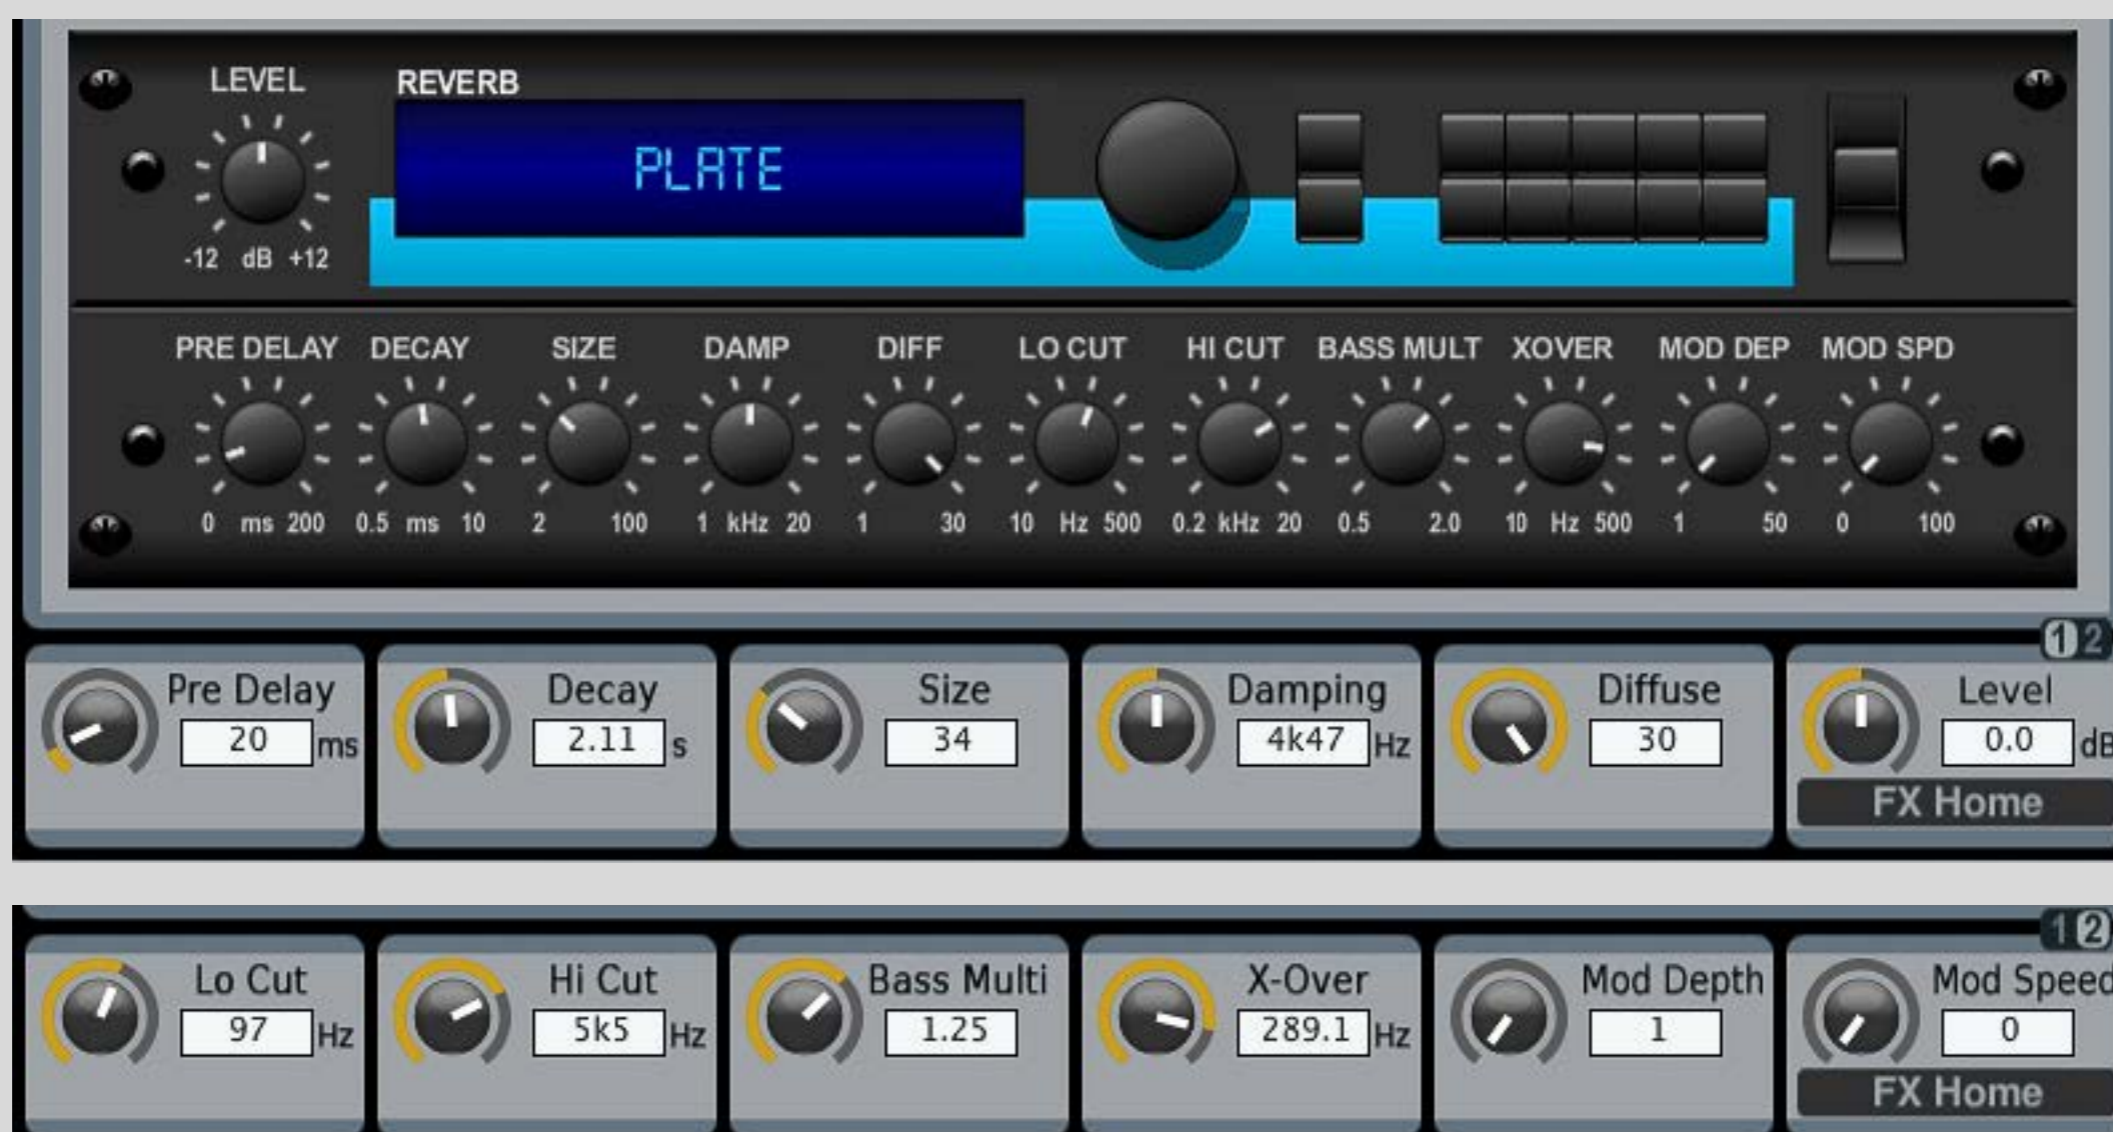 LEVEL
REVERB
PLATE
-12 dB +12
PRE DELAY DECAY SIZE DAMP DIFF LO CUT HI CUT BASS MULT XOVER MOD DEP MOD SPD
0 ms 200 0.5 ms 10 2 100 1 kHz 20 1 30 10 Hz 500 0.2 kHz 20 0.5 2.0 10 Hz 500 1 50 0 100
1 2
Pre Delay Decay Size Damping Diffuse Level
20 ms 2.11 s 34 4k47 Hz 30 0.0 dB
FX Home
1 2
Lo Cut Hi Cut Bass Multi X-Over Mod Depth Mod Speed
97 Hz 5k5 Hz 1.25 289.1 Hz 1 0
FX Home